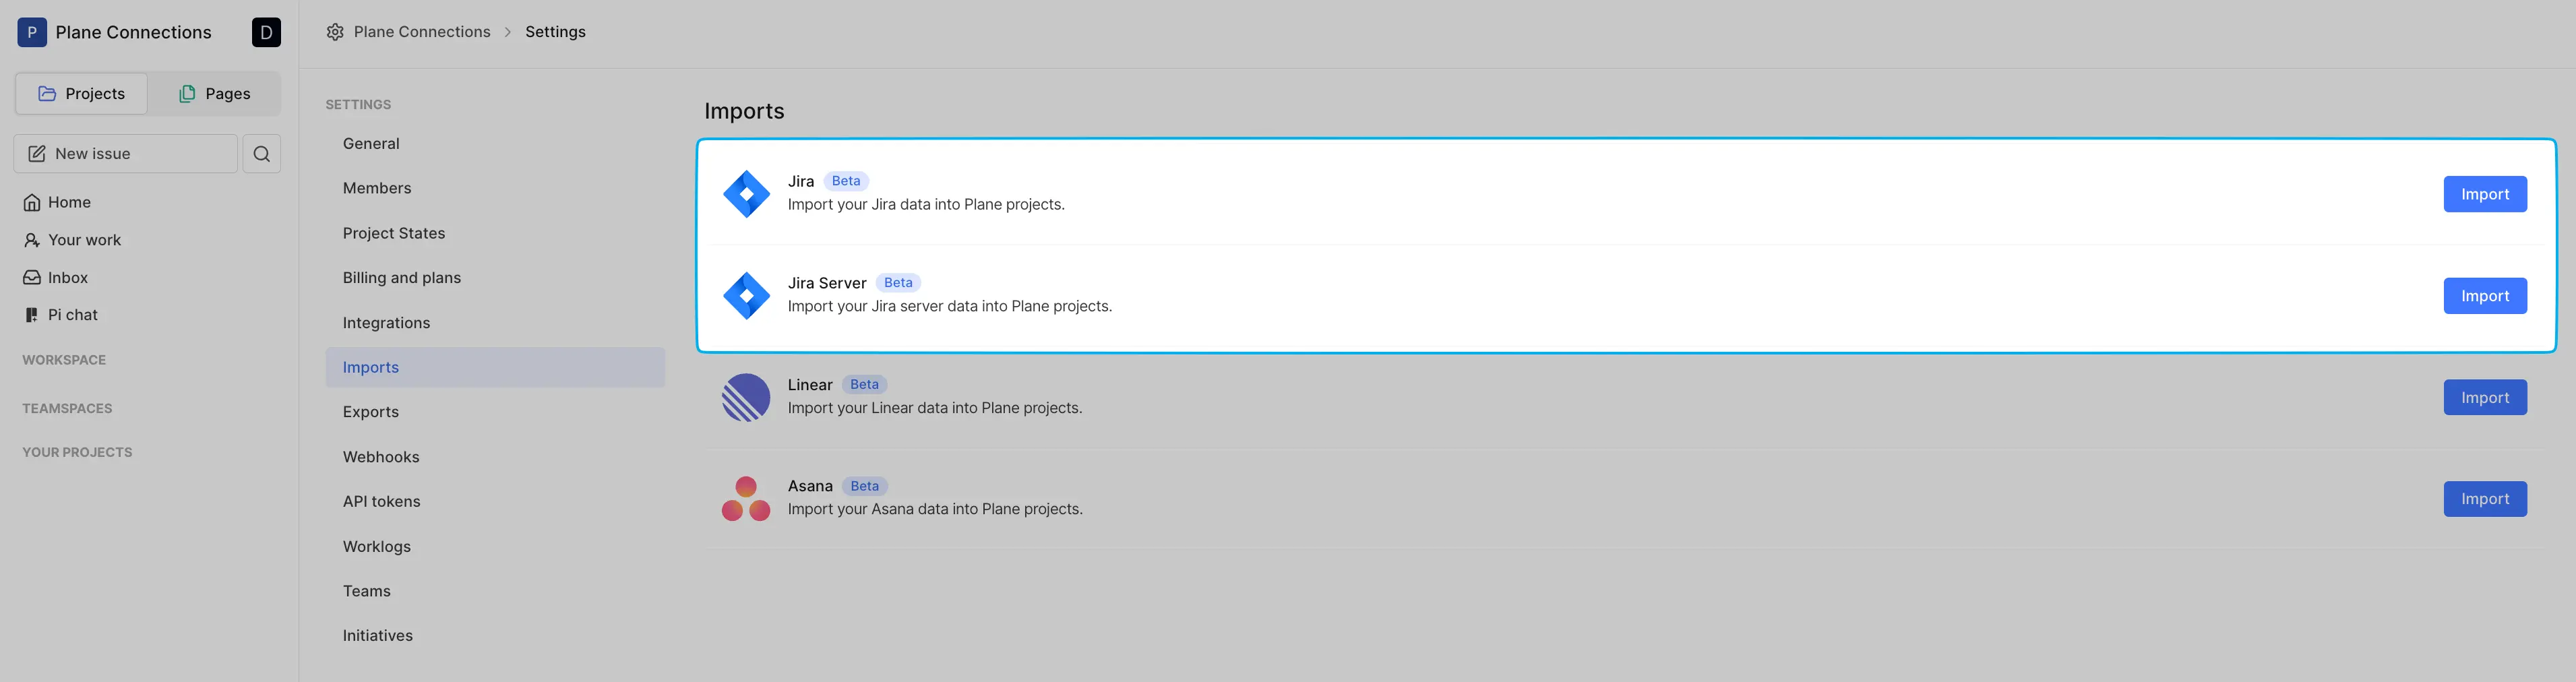 P Plane Connections D
Projects Pages
New issue
Home
Your work
Inbox
Pi chat
WORKSPACE
TEAMSPACES
YOUR PROJECTS
Plane Connections > Settings
SETTINGS
General
Members
Project States
Billing and plans
Integrations
Imports
Exports
Webhooks
API tokens
Worklogs
Teams
Initiatives
Imports
Jira Beta
Import your Jira data into Plane projects.
Import
Jira Server Beta
Import your Jira server data into Plane projects.
Import
Linear Beta
Import your Linear data into Plane projects.
Import
Asana Beta
Import your Asana data into Plane projects.
Import